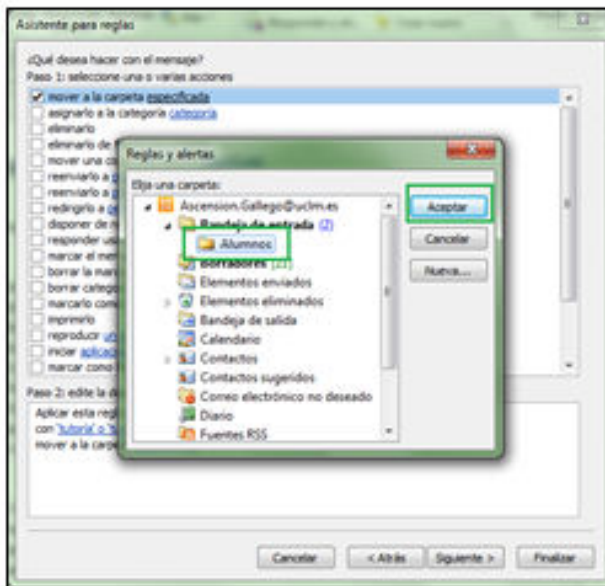 Asistente para reglas
¿Qué desea hacer con el mensaje?
Paso 1: seleccione una o varias acciones
mover a la carpeta especificada
asignarlo a la categoría categoría
eliminarlo
eliminarlo de
mover una co
reenviarlo a
reenviarlo a
redirigirlo a
disponer de
responder us
marcar el men
borrar la mar
borrar catego
marcarlo como
imprimirlo
reproducir un
iniciar aplicac
marcar como
Reglas y alertas
Elija una carpeta:
Ascension.Gallego@uclm.es
Bandeja de entrada (2)
Alumnos
Borradores [21]
Elementos enviados
Elementos eliminados
Bandeja de salida
Calendario
Contactos
Contactos sugeridos
Correo electrónico no deseado
Diario
Fuentes RSS
Aceptar
Cancelar
Nueva...
Paso 2: edite la de
Aplicar esta regl
con 'tutoría' o 't
mover a la carpe
Cancelar
< Atrás
Siguiente >
Finalizar